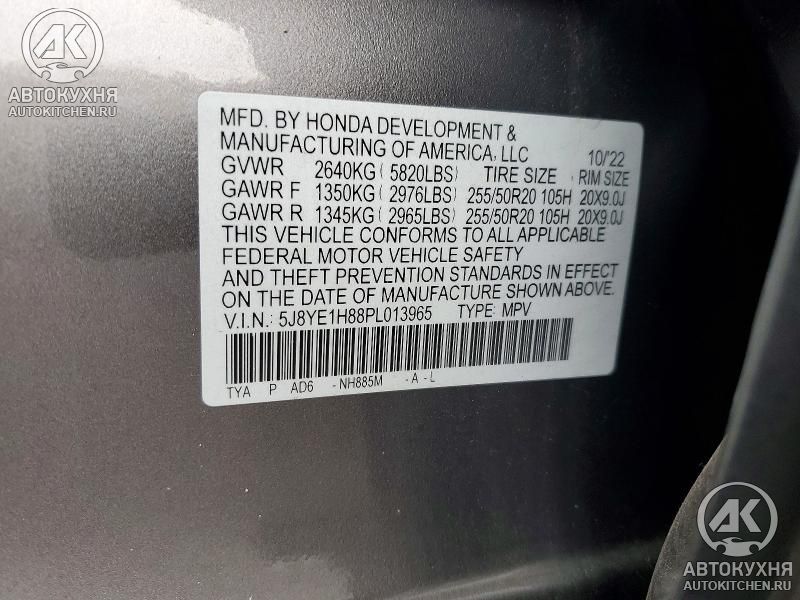 AK
АВТОКУХНЯ
AUTOKITCHEN.RU
MFD. BY HONDA DEVELOPMENT &
MANUFACTURING OF AMERICA, LLC 10/'22
GVWR 2640KG ( 5820LBS) TIRE SIZE RIM SIZE
GAWR F 1350KG ( 2976LBS) 255/50R20 105H 20X9.0J
GAWR R 1345KG ( 2965LBS) 255/50R20 105H 20X9.0J
THIS VEHICLE CONFORMS TO ALL APPLICABLE
FEDERAL MOTOR VEHICLE SAFETY
AND THEFT PREVENTION STANDARDS IN EFFECT
ON THE DATE OF MANUFACTURE SHOWN ABOVE.
V.I.N.: 5J8YE1H88PL013965 TYPE: MPV
TYA P AD6 -NH885M -A-L
AK
АВТОКУХНЯ
AUTOKITCHEN.RU